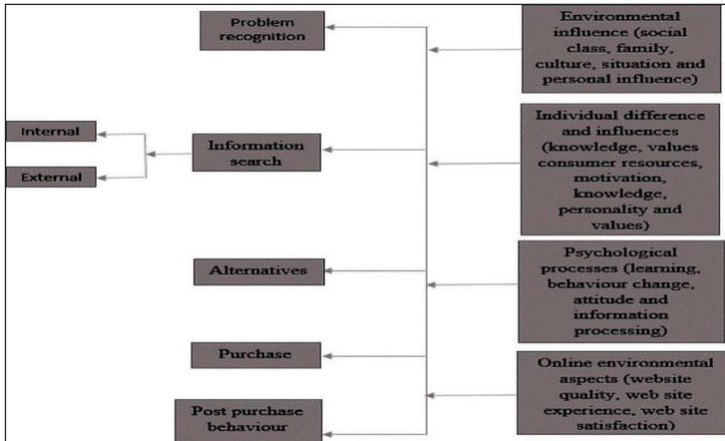 Problem
recognition
Environmental
influence (social
class, family,
culture, situation and
personal influence)
Internal
External
Information
search
Individual difference
and influences
(knowledge, values
consumer resources,
motivation,
knowledge,
personality and
values)
Alternatives
Psychological
processes (learning,
behaviour change,
attitude and
information
processing)
Purchase
Online environmental
aspects (website
quality, web site
experience, web site
satisfaction)
Post purchase
behaviour